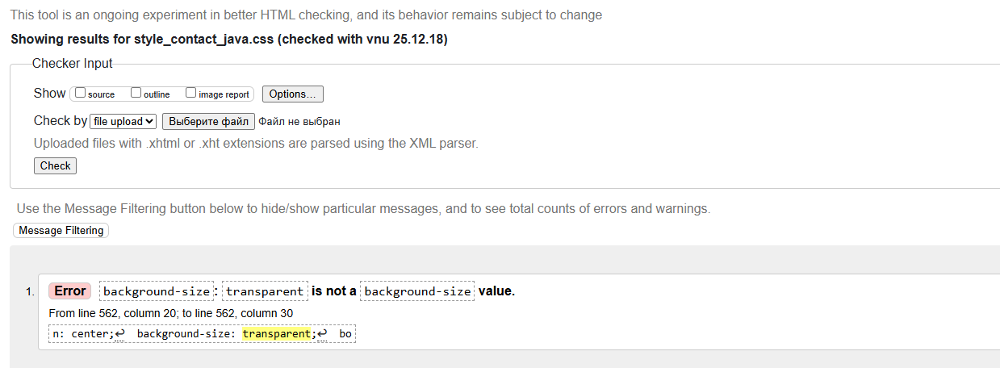 This tool is an ongoing experiment in better HTML checking, and its behavior remains subject to change
Showing results for style_contact_java.css (checked with vnu 25.12.18)
Checker Input
Show source outline image report Options...
Check by file upload Выберите файл Файл не выбран
Uploaded files with .xhtml or .xht extensions are parsed using the XML parser.
Check
Use the Message Filtering button below to hide/show particular messages, and to see total counts of errors and warnings.
Message Filtering
1. Error background-size: transparent is not a background-size value.
From line 562, column 20; to line 562, column 30
n: center;↩ background-size: transparent;↩ bo